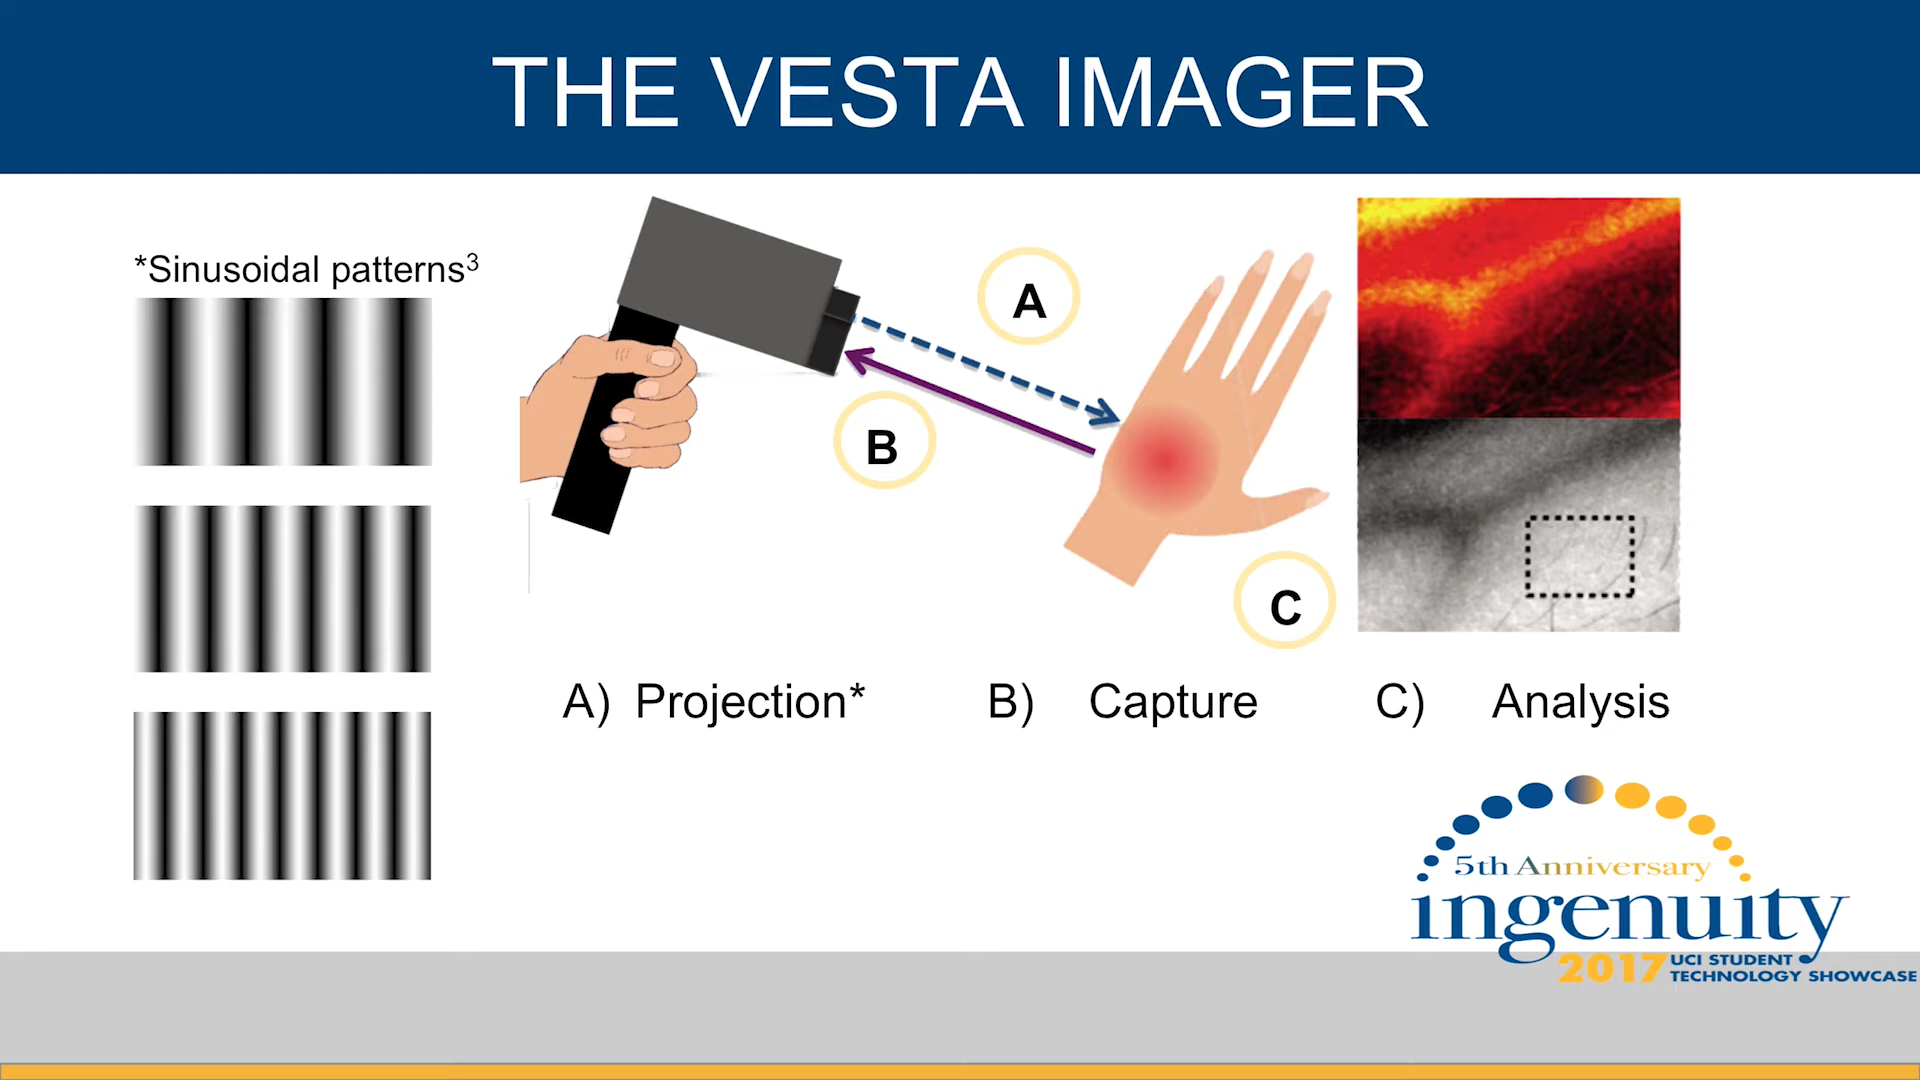 THE VESTA IMAGER
*Sinusoidal patterns³
A
B
C
A) Projection*
B) Capture
C) Analysis
5th Anniversary
ingenuity
2017 UCI STUDENT
TECHNOLOGY SHOWCASE